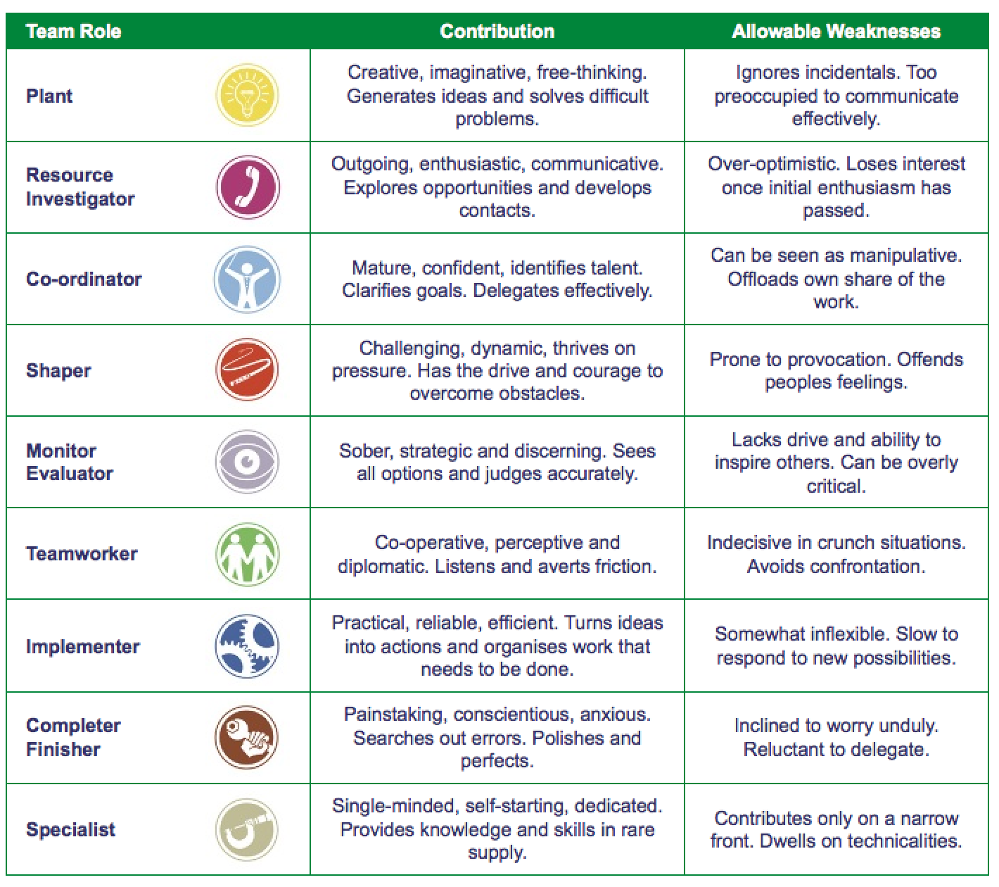 Team Role Contribution Allowable Weaknesses
Plant
Creative, imaginative, free-thinking.
Generates ideas and solves difficult
problems.
Ignores incidentals. Too
preoccupied to communicate
effectively.
Resource
Investigator
Outgoing, enthusiastic, communicative.
Explores opportunities and develops
contacts.
Over-optimistic. Loses interest
once initial enthusiasm has
passed.
Co-ordinator
Mature, confident, identifies talent.
Clarifies goals. Delegates effectively.
Can be seen as manipulative.
Offloads own share of the
work.
Shaper
Challenging, dynamic, thrives on
pressure. Has the drive and courage to
overcome obstacles.
Prone to provocation. Offends
peoples feelings.
Monitor
Evaluator
Sober, strategic and discerning. Sees
all options and judges accurately.
Lacks drive and ability to
inspire others. Can be overly
critical.
Teamworker
Co-operative, perceptive and
diplomatic. Listens and averts friction.
Indecisive in crunch situations.
Avoids confrontation.
Implementer
Practical, reliable, efficient. Turns ideas
into actions and organises work that
needs to be done.
Somewhat inflexible. Slow to
respond to new possibilities.
Completer
Finisher
Painstaking, conscientious, anxious.
Searches out errors. Polishes and
perfects.
Inclined to worry unduly.
Reluctant to delegate.
Specialist
Single-minded, self-starting, dedicated.
Provides knowledge and skills in rare
supply.
Contributes only on a narrow
front. Dwells on technicalities.